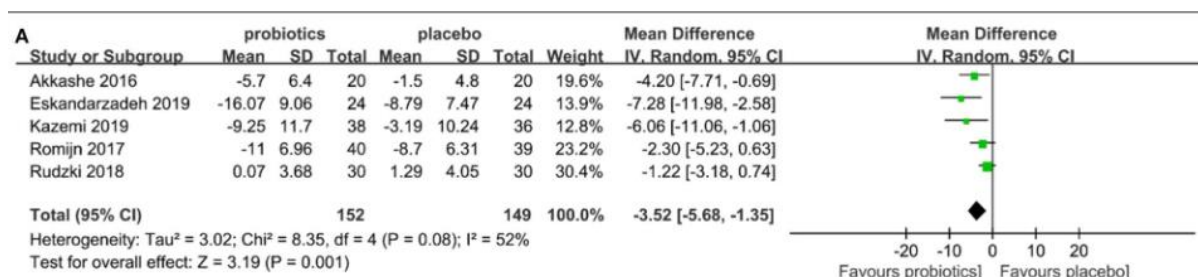 A probiotics placebo Mean Difference Mean Difference
Study or Subgroup Mean SD Total Mean SD Total Weight IV. Random. 95% CI IV. Random. 95% CI
Akkashe 2016 -5.7 6.4 20 -1.5 4.8 20 19.6% -4.20 [-7.71, -0.69]
Eskandarzadeh 2019 -16.07 9.06 24 -8.79 7.47 24 13.9% -7.28 [-11.98, -2.58]
Kazemi 2019 -9.25 11.7 38 -3.19 10.24 36 12.8% -6.06 [-11.06, -1.06]
Romijn 2017 -11 6.96 40 -8.7 6.31 39 23.2% -2.30 [-5.23, 0.63]
Rudzki 2018 0.07 3.68 30 1.29 4.05 30 30.4% -1.22 [-3.18, 0.74]
Total (95% CI) 152 149 100.0% -3.52 [-5.68, -1.35]
Heterogeneity: Tau² = 3.02; Chi² = 8.35, df = 4 (P = 0.08); I² = 52%
Test for overall effect: Z = 3.19 (P = 0.001)
-20 -10 0 10 20
Favours probiotics] Favours placebo]